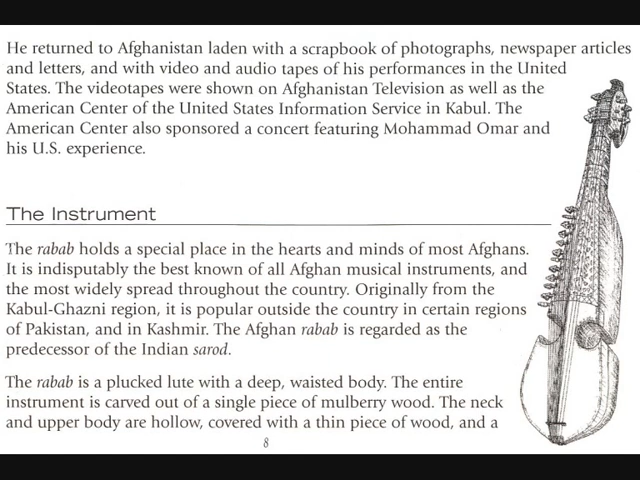 He returned to Afghanistan laden with a scrapbook of photographs, newspaper articles
and letters, and with video and audio tapes of his performances in the United
States. The videotapes were shown on Afghanistan Television as well as the
American Center of the United States Information Service in Kabul. The
American Center also sponsored a concert featuring Mohammad Omar and
his U.S. experience.
The Instrument
The rabab holds a special place in the hearts and minds of most Afghans.
It is indisputably the best known of all Afghan musical instruments, and
the most widely spread throughout the country. Originally from the
Kabul-Ghazni region, it is popular outside the country in certain regions
of Pakistan, and in Kashmir. The Afghan rabab is regarded as the
predecessor of the Indian sarod.
The rabab is a plucked lute with a deep, waisted body. The entire
instrument is carved out of a single piece of mulberry wood. The neck
and upper body are hollow, covered with a thin piece of wood, and a
8